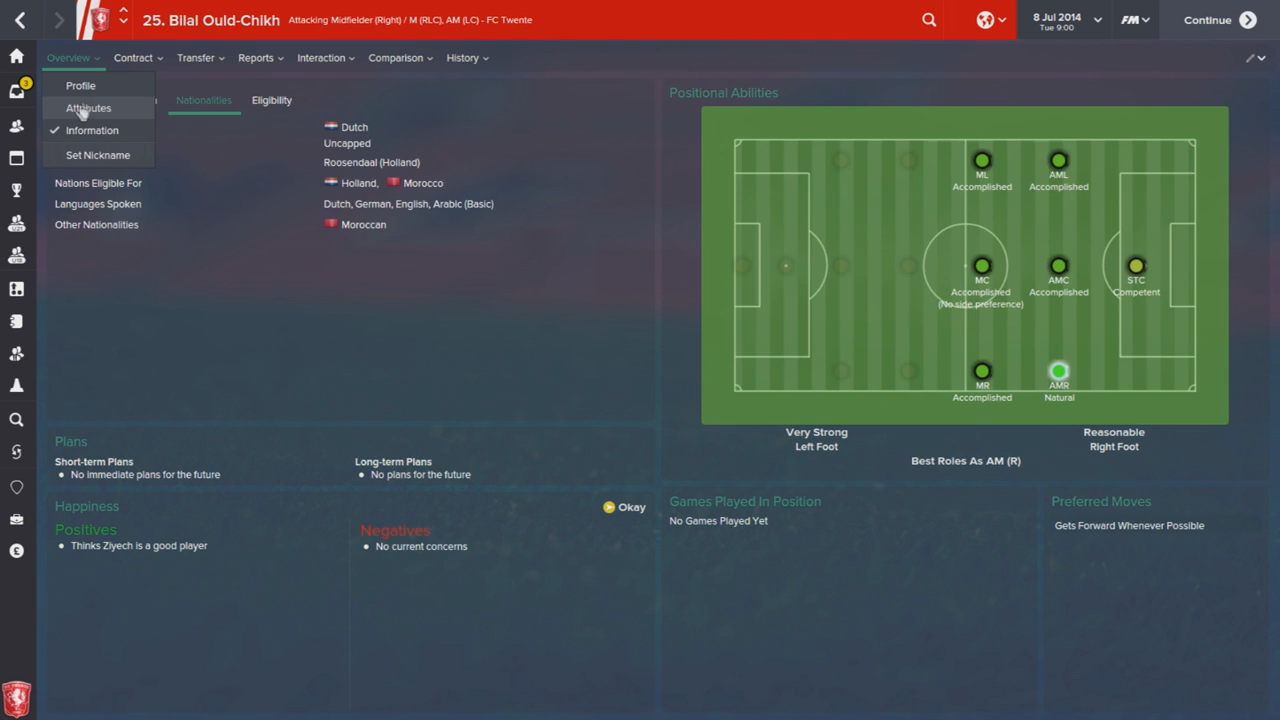 25. Bilal Ould-Chikh
Attacking Midfielder (Right) / M (RLC), AM (LC) - FC Twente
8 Jul 2014
Tue 9:00
FM
Continue
Overview
Contract
Transfer
Reports
Interaction
Comparison
History
3
Profile
Attributes
Information
Set Nickname
Nationalities
Eligibility
Dutch
Uncapped
Roosendaal (Holland)
Nations Eligible For
Holland, Morocco
Languages Spoken
Dutch, German, English, Arabic (Basic)
Other Nationalities
Moroccan
Positional Abilities
ML
Accomplished
AML
Accomplished
MC
Accomplished
(No side preference)
AMC
Accomplished
STC
Competent
MR
Accomplished
AMR
Natural
Very Strong
Left Foot
Reasonable
Right Foot
Best Roles As AM (R)
Plans
Short-term Plans
• No immediate plans for the future
Long-term Plans
• No plans for the future
Happiness
Okay
Positives
• Thinks Ziyech is a good player
Negatives
• No current concerns
Games Played In Position
No Games Played Yet
Preferred Moves
Gets Forward Whenever Possible
U21
U18